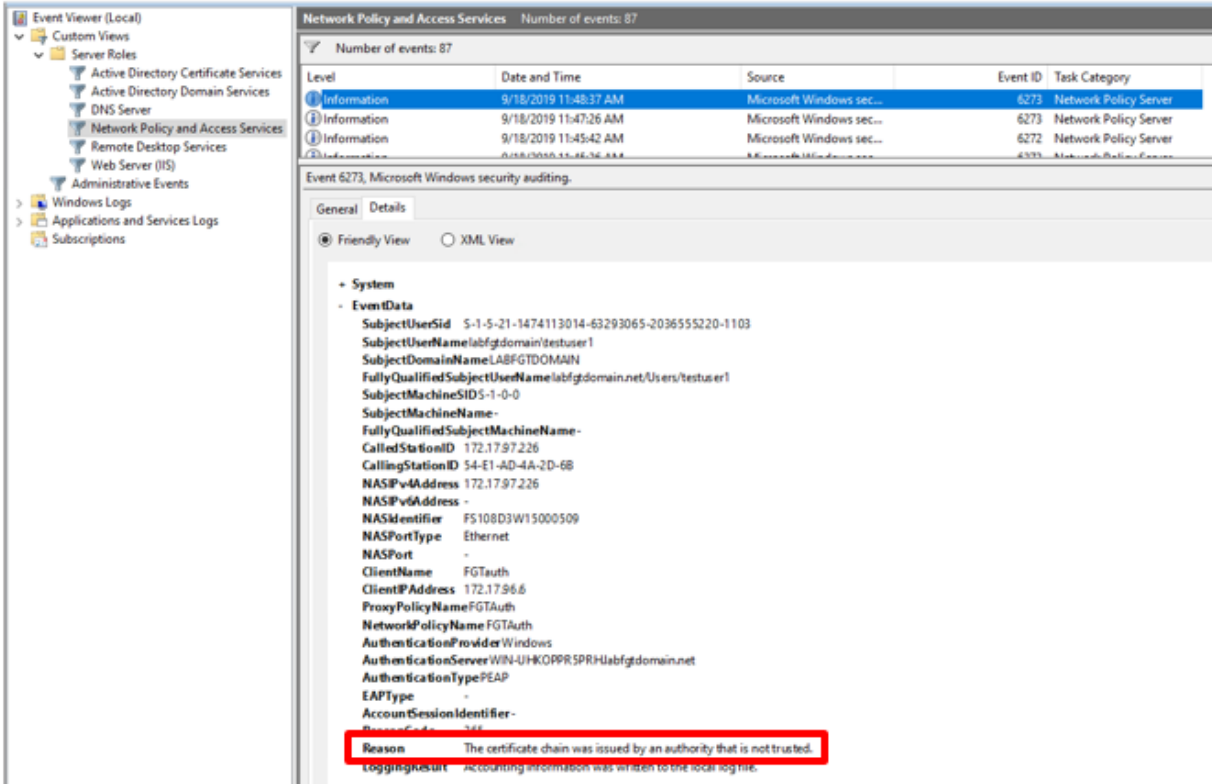 Event Viewer (Local)
Custom Views
Server Roles
Active Directory Certificate Services
Active Directory Domain Services
DNS Server
Network Policy and Access Services
Remote Desktop Services
Web Server (IIS)
Administrative Events
Windows Logs
Applications and Services Logs
Subscriptions
Network Policy and Access Services Number of events: 87
Number of events: 87
Level Date and Time Source Event ID Task Category
Information 9/18/2019 11:48:37 AM Microsoft Windows sec... 6273 Network Policy Server
Information 9/18/2019 11:47:26 AM Microsoft Windows sec... 6273 Network Policy Server
Information 9/18/2019 11:45:42 AM Microsoft Windows sec... 6272 Network Policy Server
Event 6273, Microsoft Windows security auditing.
General Details
Friendly View XML View
+ System
- EventData
SubjectUserSid S-1-5-21-1474113014-63293065-2036555220-1103
SubjectUserName labfgtdomain\testuser1
SubjectDomainName LABFGTDOMAIN
FullyQualifiedSubjectUserName labfgtdomain.net/Users/testuser1
SubjectMachineSID S-1-0-0
SubjectMachineName -
FullyQualifiedSubjectMachineName -
CalledStationID 172.17.97.226
CallingStationID 54-E1-AD-4A-2D-6B
NASIPv4Address 172.17.97.226
NASIPv6Address -
NASIdentifier FS108D3W15000509
NASPortType Ethernet
NASPort -
ClientName FGTauth
ClientIPAddress 172.17.96.6
ProxyPolicyName FGTAuth
NetworkPolicyName FGTAuth
AuthenticationProvider Windows
AuthenticationServer WIN-UHKOPPR5PRHJ.labfgtdomain.net
AuthenticationType PEAP
EAPType -
AccountSessionIdentifier -
Reason The certificate chain was issued by an authority that is not trusted.
LoggingResult Accounting information was written to the local log file.